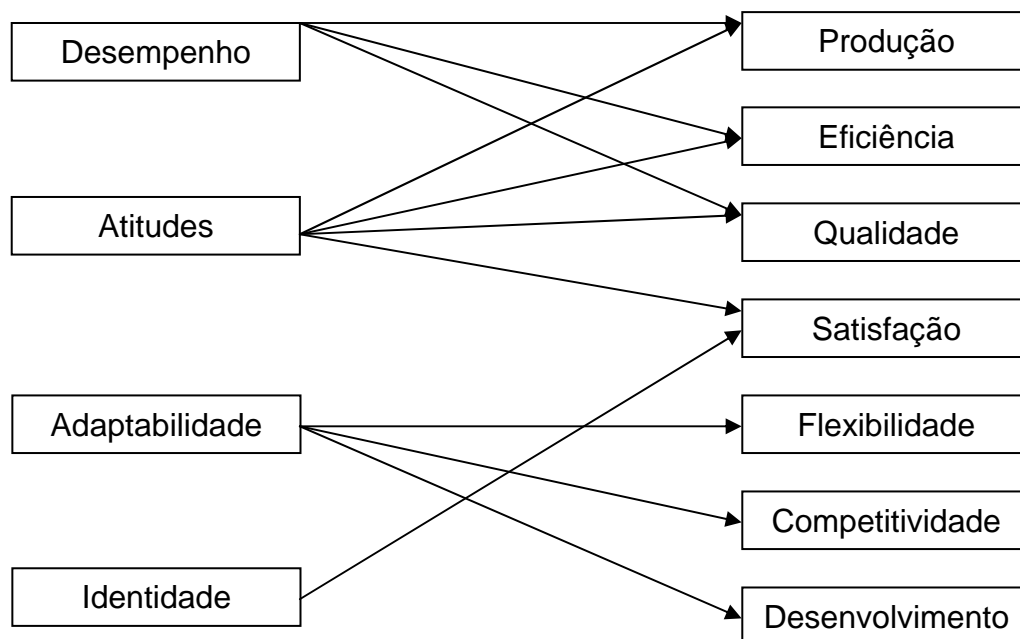 Desempenho
Atitudes
Adaptabilidade
Identidade
Produção
Eficiência
Qualidade
Satisfação
Flexibilidade
Competitividade
Desenvolvimento